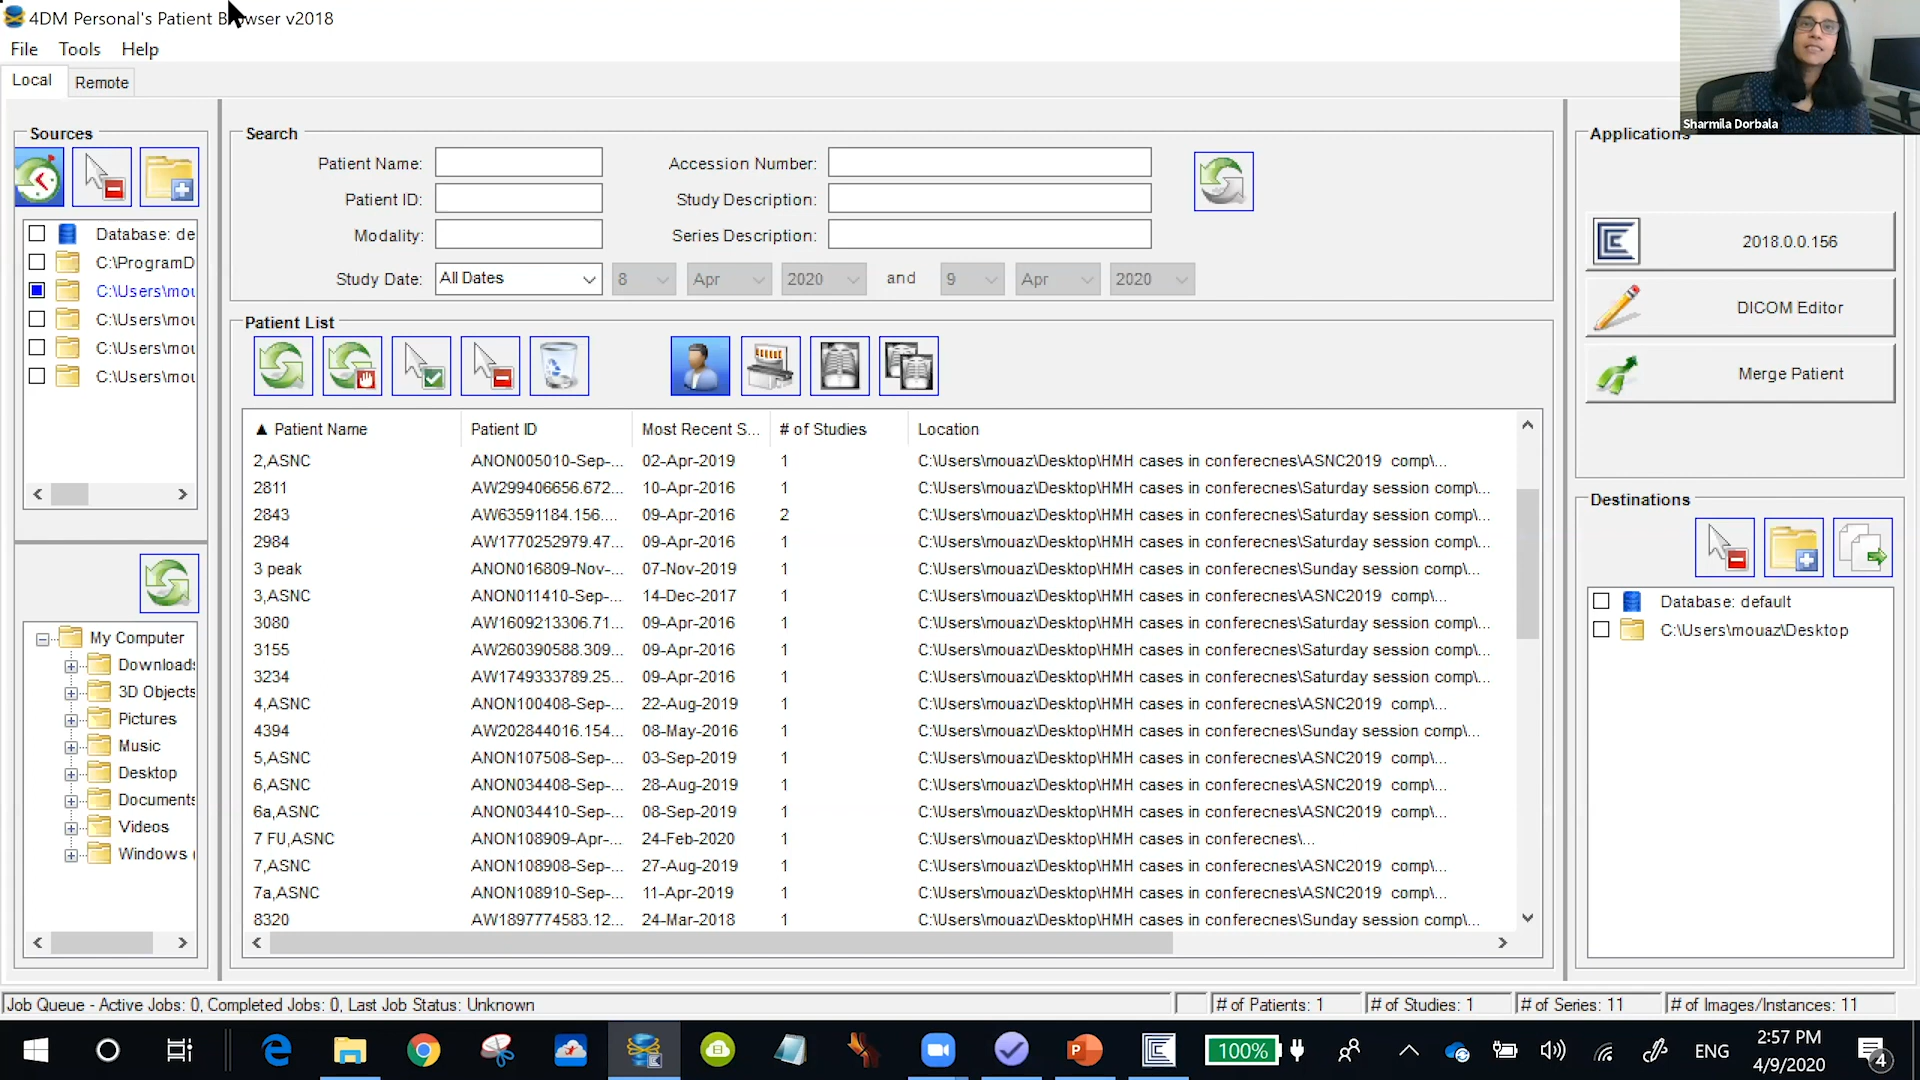 4DM Personal's Patient Browser v2018
File Tools Help
Local Remote
Sharmila Dorbala
Sources
Database: de
C:\ProgramD
C:\Users\mou
C:\Users\mou
C:\Users\mou
C:\Users\mou
My Computer
Downloads
3D Objects
Pictures
Music
Desktop
Documents
Videos
Windows
Search
Patient Name:
Accession Number:
Patient ID:
Study Description:
Modality:
Series Description:
Study Date: All Dates 8 Apr 2020 and 9 Apr 2020
Patient List
▲ Patient Name Patient ID Most Recent S... # of Studies Location
2,ASNC ANON005010-Sep-... 02-Apr-2019 1 C:\Users\mouaz\Desktop\HMH cases in conferecnes\ASNC2019 comp\...
2811 AW299406656.672... 10-Apr-2016 1 C:\Users\mouaz\Desktop\HMH cases in conferecnes\Saturday session comp\...
2843 AW63591184.156.... 09-Apr-2016 2 C:\Users\mouaz\Desktop\HMH cases in conferecnes\Saturday session comp\...
2984 AW1770252979.47... 09-Apr-2016 1 C:\Users\mouaz\Desktop\HMH cases in conferecnes\Saturday session comp\...
3 peak ANON016809-Nov-... 07-Nov-2019 1 C:\Users\mouaz\Desktop\HMH cases in conferecnes\Sunday session comp\...
3,ASNC ANON011410-Sep-... 14-Dec-2017 1 C:\Users\mouaz\Desktop\HMH cases in conferecnes\ASNC2019 comp\...
3080 AW1609213306.71... 09-Apr-2016 1 C:\Users\mouaz\Desktop\HMH cases in conferecnes\Saturday session comp\...
3155 AW260390588.309... 09-Apr-2016 1 C:\Users\mouaz\Desktop\HMH cases in conferecnes\Saturday session comp\...
3234 AW1749333789.25... 09-Apr-2016 1 C:\Users\mouaz\Desktop\HMH cases in conferecnes\Saturday session comp\...
4,ASNC ANON100408-Sep-... 22-Aug-2019 1 C:\Users\mouaz\Desktop\HMH cases in conferecnes\ASNC2019 comp\...
4394 AW202844016.154... 08-May-2016 1 C:\Users\mouaz\Desktop\HMH cases in conferecnes\Sunday session comp\...
5,ASNC ANON107508-Sep-... 03-Sep-2019 1 C:\Users\mouaz\Desktop\HMH cases in conferecnes\ASNC2019 comp\...
6,ASNC ANON034408-Sep-... 28-Aug-2019 1 C:\Users\mouaz\Desktop\HMH cases in conferecnes\ASNC2019 comp\...
6a,ASNC ANON034410-Sep-... 08-Sep-2019 1 C:\Users\mouaz\Desktop\HMH cases in conferecnes\ASNC2019 comp\...
7 FU,ASNC ANON108909-Apr-... 24-Feb-2020 1 C:\Users\mouaz\Desktop\HMH cases in conferecnes\...
7,ASNC ANON108908-Sep-... 27-Aug-2019 1 C:\Users\mouaz\Desktop\HMH cases in conferecnes\ASNC2019 comp\...
7a,ASNC ANON108910-Sep-... 11-Apr-2019 1 C:\Users\mouaz\Desktop\HMH cases in conferecnes\ASNC2019 comp\...
8320 AW1897774583.12... 24-Mar-2018 1 C:\Users\mouaz\Desktop\HMH cases in conferecnes\Sunday session comp\...
Applications
2018.0.0.156
DICOM Editor
Merge Patient
Destinations
Database: default
C:\Users\mouaz\Desktop
Job Queue - Active Jobs: 0, Completed Jobs: 0, Last Job Status: Unknown # of Patients: 1 # of Studies: 1 # of Series: 11 # of Images/Instances: 11
100% ENG 2:57 PM
4/9/2020 4